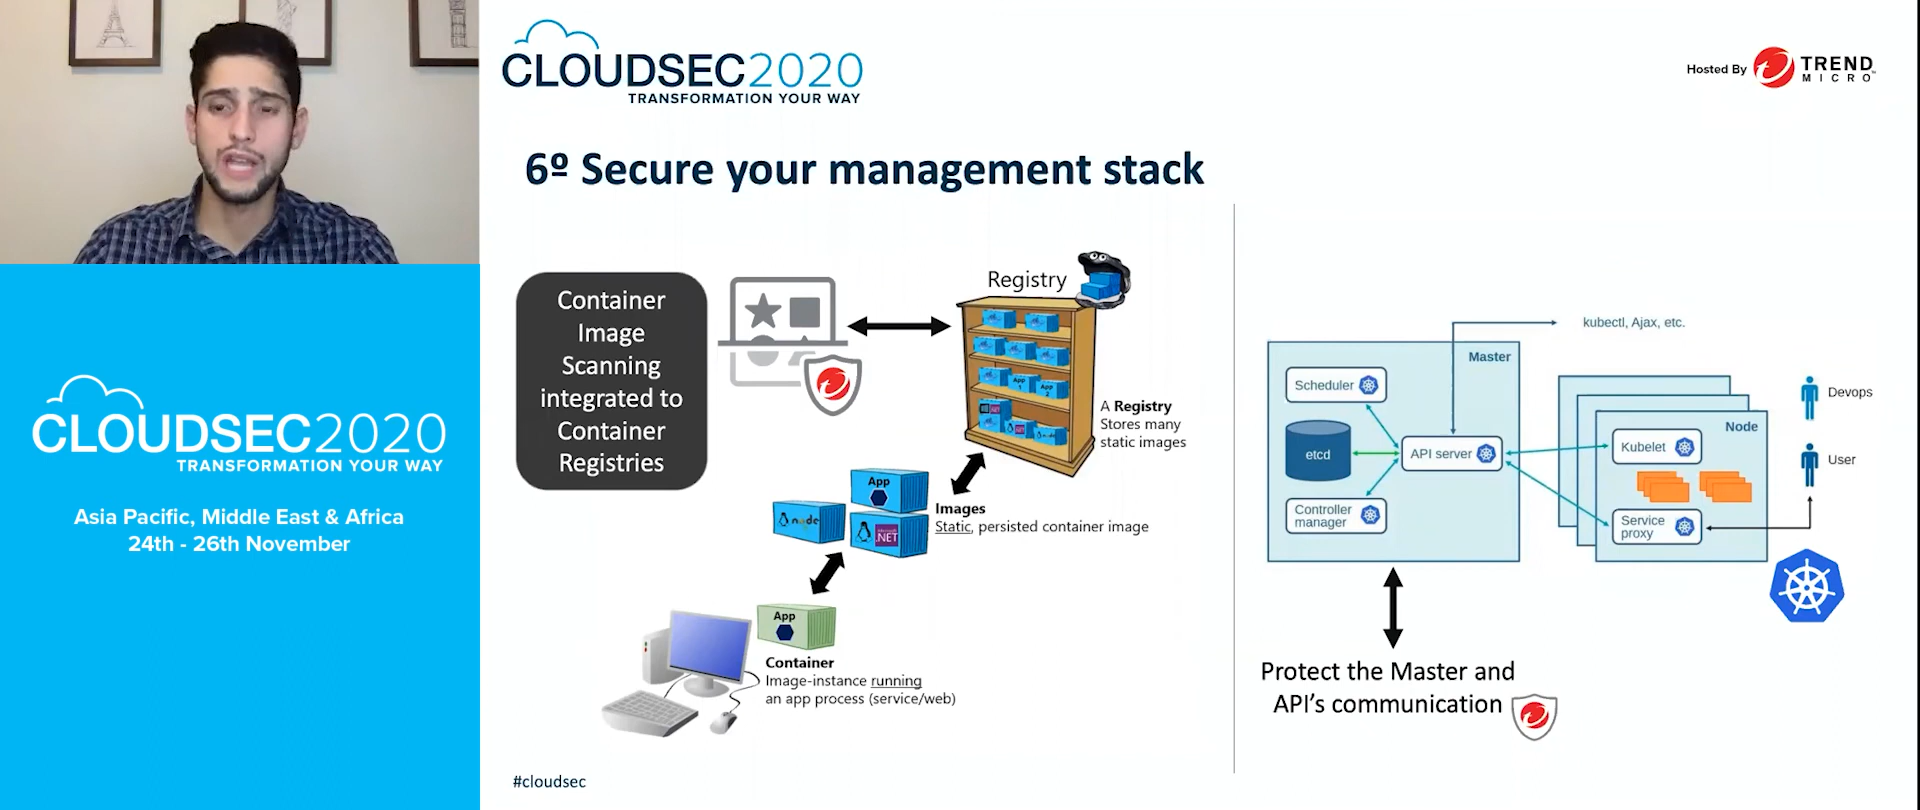 CLOUDSEC2020
TRANSFORMATION YOUR WAY
Asia Pacific, Middle East & Africa
24th - 26th November
CLOUDSEC2020
TRANSFORMATION YOUR WAY
Hosted By
TREND
MICRO
6º Secure your management stack
Container
Image
Scanning
integrated to
Container
Registries
Registry
App
App
A Registry
Stores many
static images
App
node
.NET
Images
Static, persisted container image
App
Container
Image-instance running
an app process (service/web)
#cloudsec
kubectl, Ajax, etc.
Master
Scheduler
etcd
API server
Controller
manager
Node
Kubelet
Service
proxy
Devops
User
Protect the Master and
API's communication